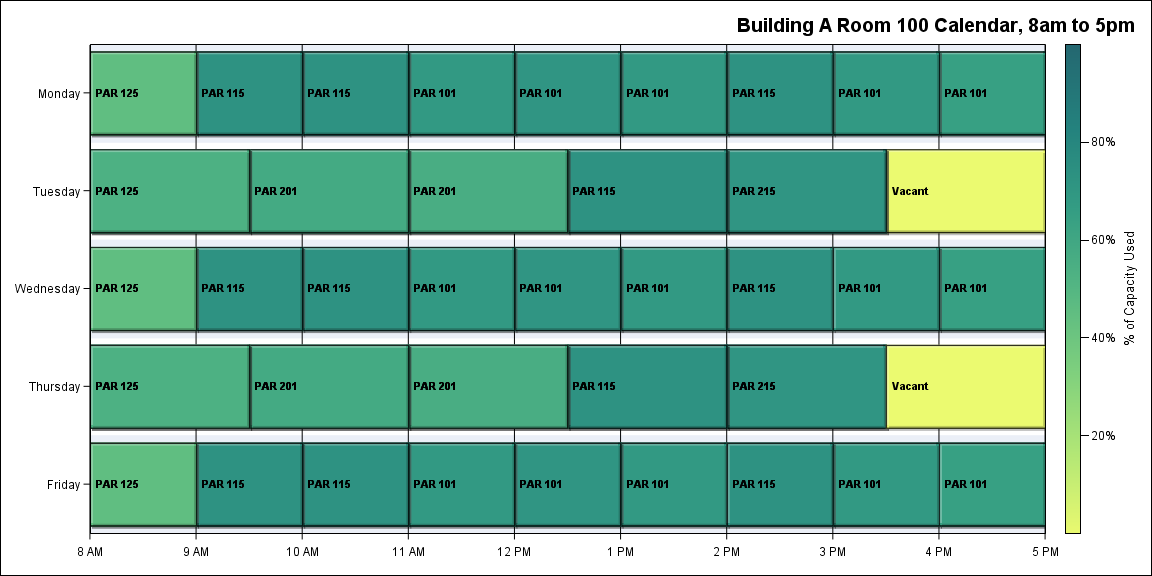 Building A Room 100 Calendar, 8am to 5pm
Monday PAR 125 PAR 115 PAR 115 PAR 101 PAR 101 PAR 101 PAR 115 PAR 101 PAR 101
80%
Tuesday PAR 125 PAR 201 PAR 201 PAR 115 PAR 215 Vacant
60%
% of Capacity Used
Wednesday PAR 125 PAR 115 PAR 115 PAR 101 PAR 101 PAR 101 PAR 115 PAR 101 PAR 101
40%
Thursday PAR 125 PAR 201 PAR 201 PAR 115 PAR 215 Vacant
20%
Friday PAR 125 PAR 115 PAR 115 PAR 101 PAR 101 PAR 101 PAR 115 PAR 101 PAR 101
8 AM 9 AM 10 AM 11 AM 12 PM 1 PM 2 PM 3 PM 4 PM 5 PM